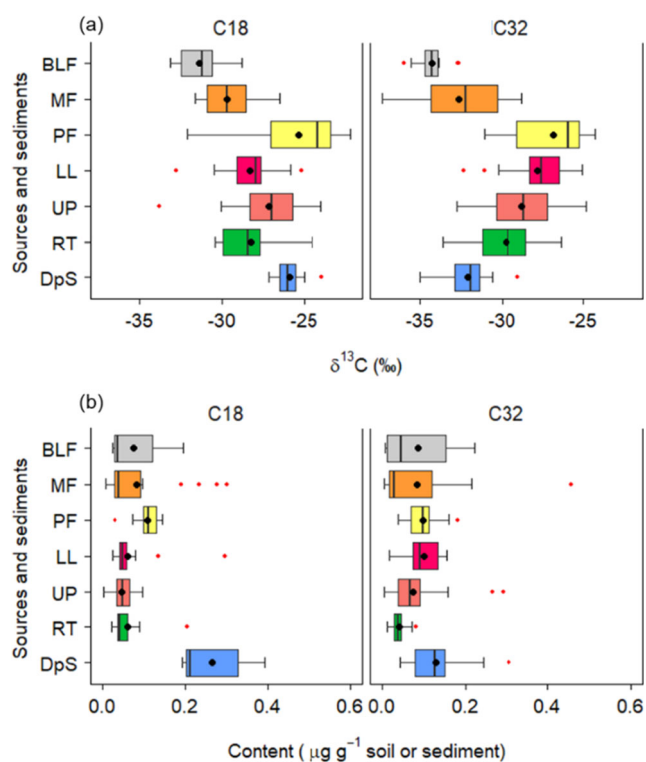 (a)
C18
C32
Sources and sediments
BLF
MF
PF
LL
UP
RT
DpS
-35 -30 -25 -35 -30 -25
δ13C (‰)
(b)
C18
C32
Sources and sediments
BLF
MF
PF
LL
UP
RT
DpS
0.0 0.2 0.4 0.6 0.0 0.2 0.4 0.6
Content ( μg g−1 soil or sediment)